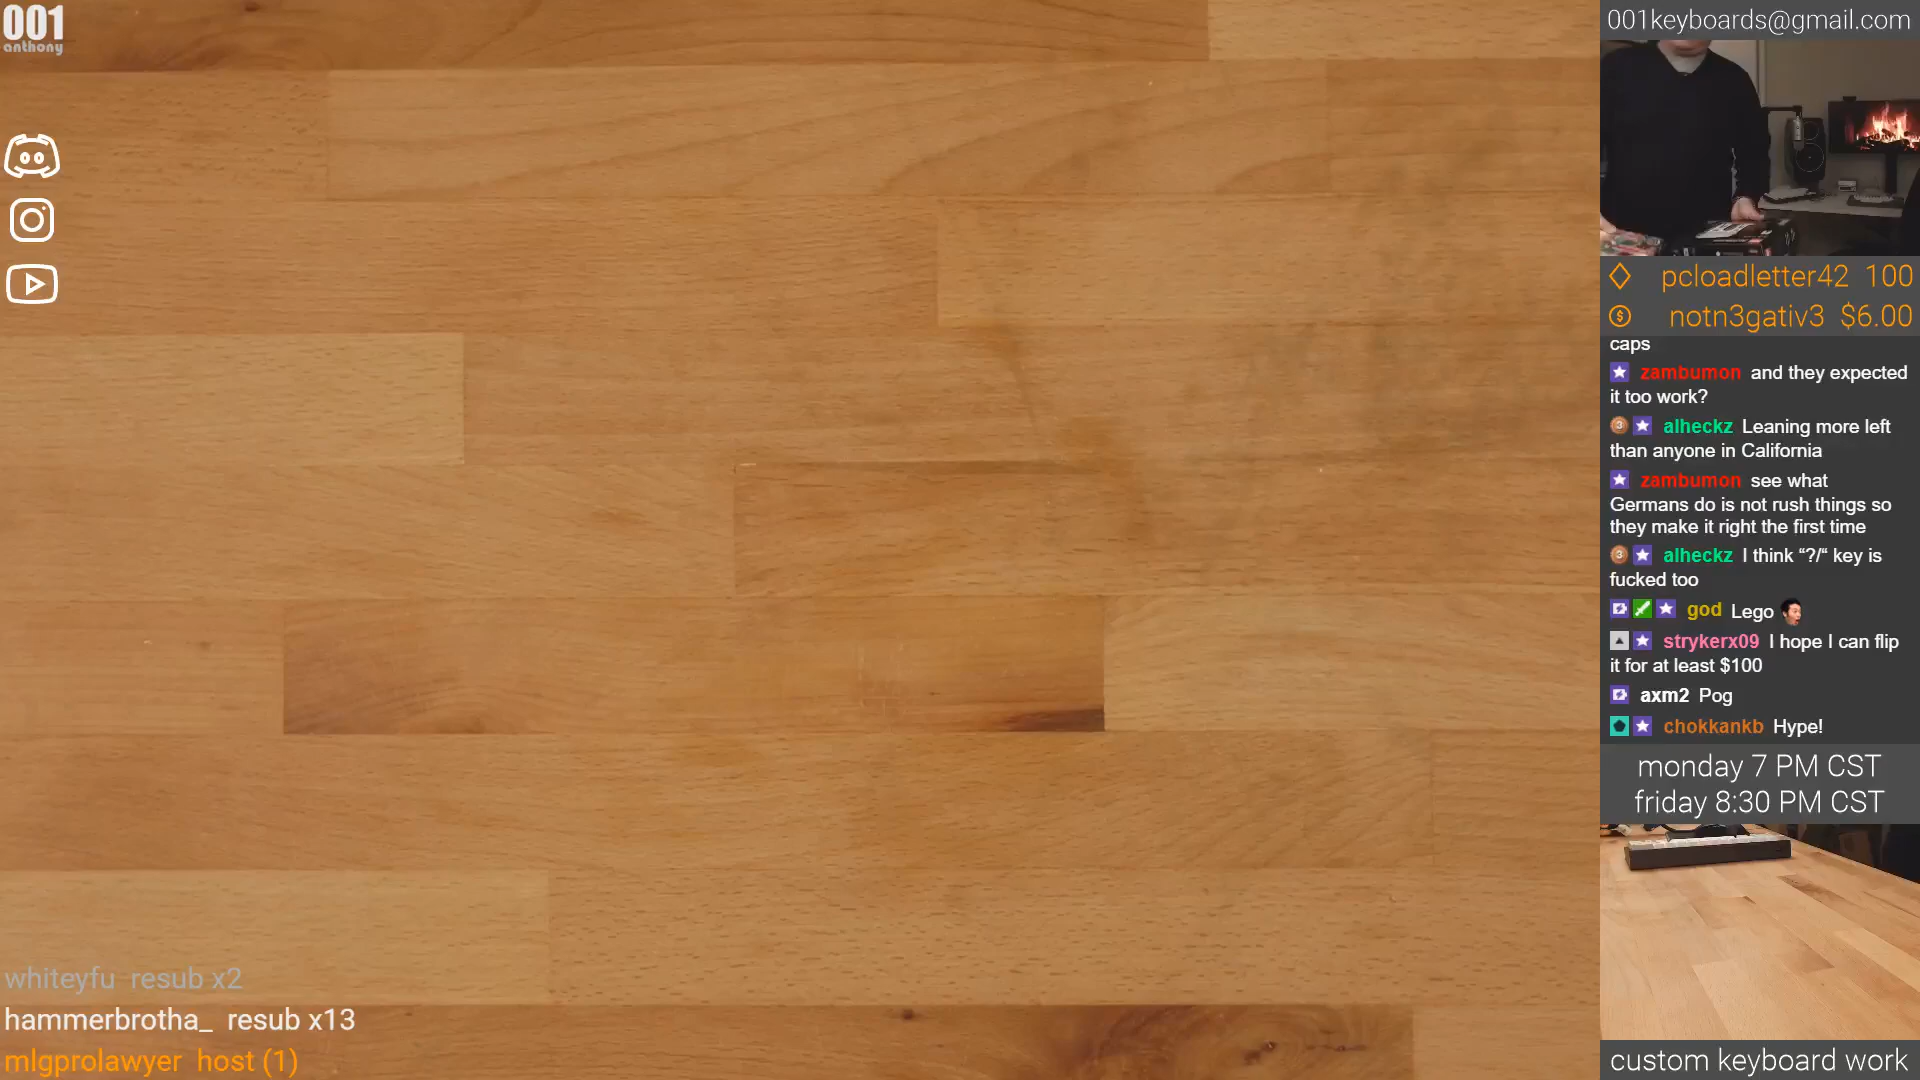 001
anthony
001keyboards@gmail.com
pcloadletter42 100
notn3gativ3 $6.00
caps
zambumon and they expected
it too work?
alheckz Leaning more left
than anyone in California
zambumon see what
Germans do is not rush things so
they make it right the first time
alheckz I think “?/“ key is
fucked too
god Lego
strykerx09 I hope I can flip
it for at least $100
axm2 Pog
chokkankb Hype!
monday 7 PM CST
friday 8:30 PM CST
whiteyfu resub x2
hammerbrotha_ resub x13
mlgprolawyer host (1)
custom keyboard work